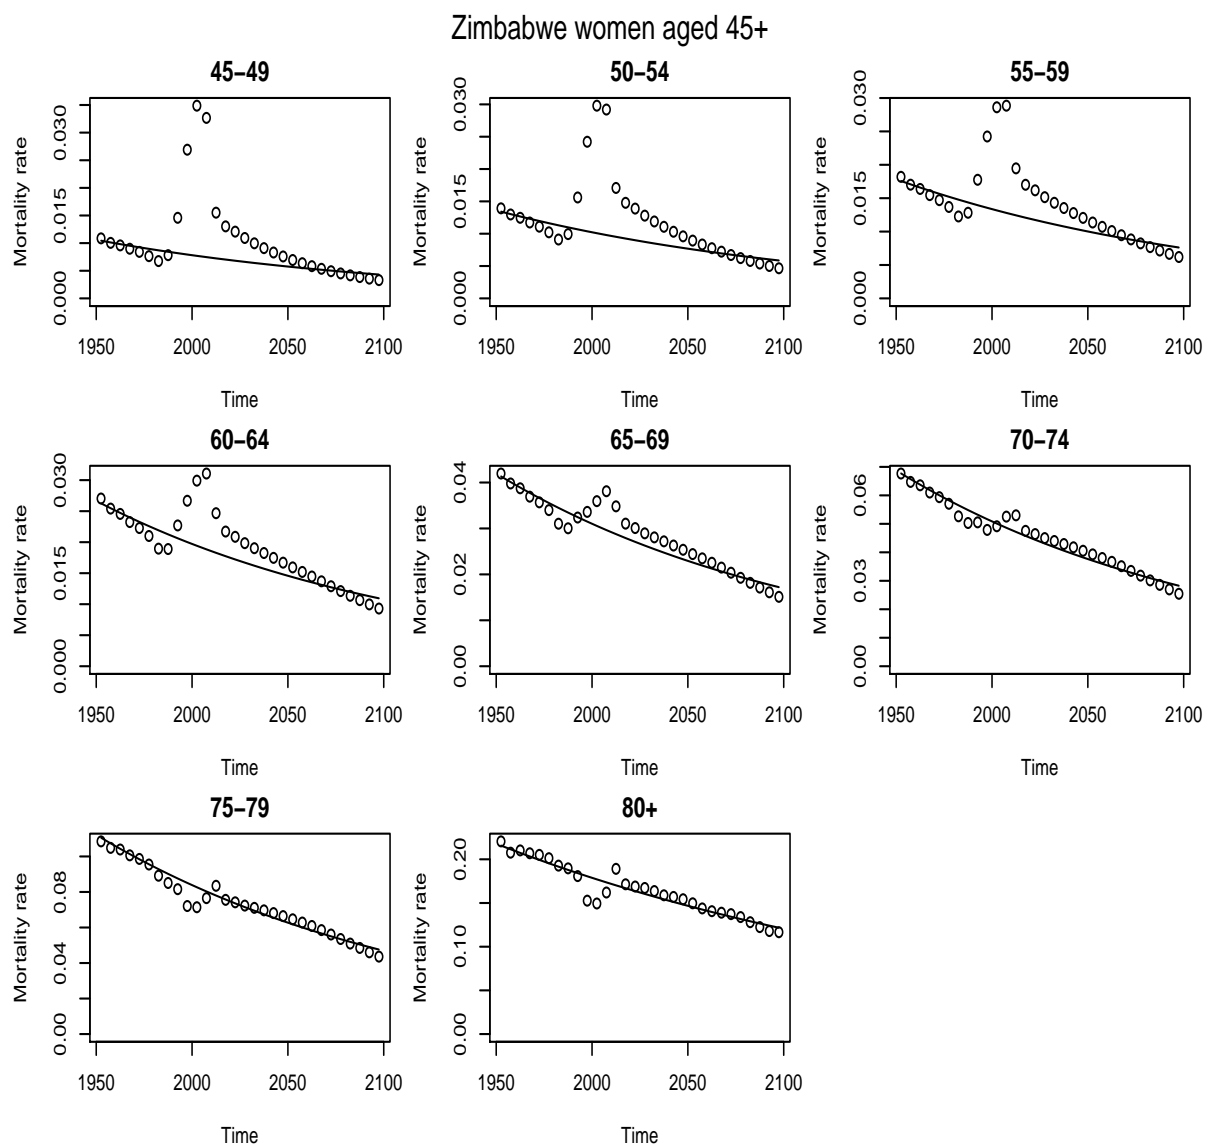 Zimbabwe women aged 45+
45−49
50−54
55−59
Mortality rate
0.000 0.015 0.030
1950 2000 2050 2100
Time
Mortality rate
0.000 0.015 0.030
1950 2000 2050 2100
Time
Mortality rate
0.000 0.015 0.030
1950 2000 2050 2100
Time
60−64
65−69
70−74
Mortality rate
0.000 0.015 0.030
1950 2000 2050 2100
Time
Mortality rate
0.00 0.02 0.04
1950 2000 2050 2100
Time
Mortality rate
0.00 0.03 0.06
1950 2000 2050 2100
Time
75−79
80+
Mortality rate
0.00 0.04 0.08
1950 2000 2050 2100
Time
Mortality rate
0.00 0.10 0.20
1950 2000 2050 2100
Time